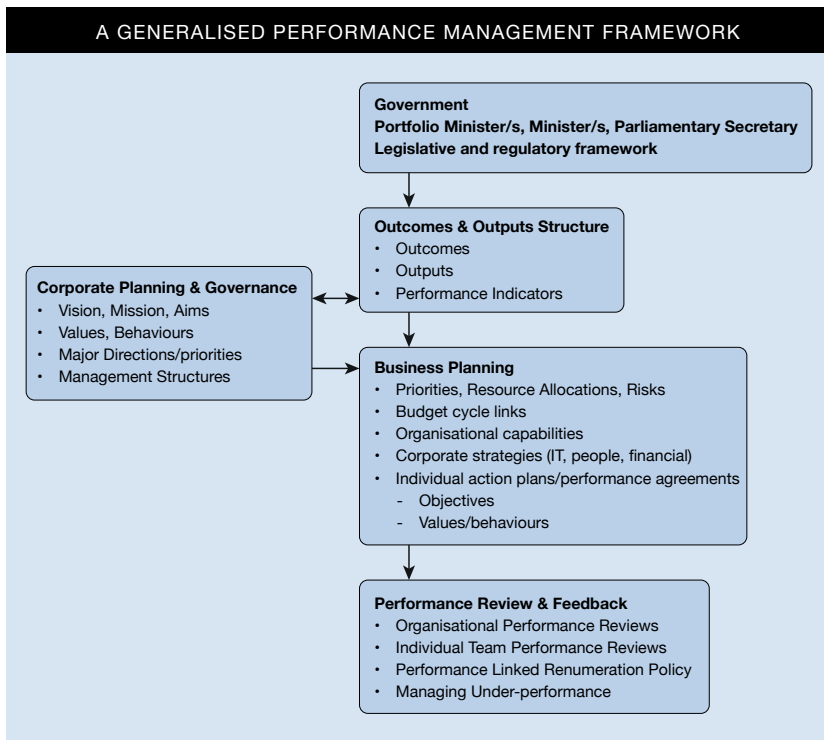 A GENERALISED PERFORMANCE MANAGEMENT FRAMEWORK
Government
Portfolio Minister/s, Minister/s, Parliamentary Secretary
Legislative and regulatory framework
Outcomes & Outputs Structure
• Outcomes
• Outputs
• Performance Indicators
Corporate Planning & Governance
• Vision, Mission, Aims
• Values, Behaviours
• Major Directions/priorities
• Management Structures
Business Planning
• Priorities, Resource Allocations, Risks
• Budget cycle links
• Organisational capabilities
• Corporate strategies (IT, people, financial)
• Individual action plans/performance agreements
- Objectives
- Values/behaviours
Performance Review & Feedback
• Organisational Performance Reviews
• Individual Team Performance Reviews
• Performance Linked Renumeration Policy
• Managing Under-performance